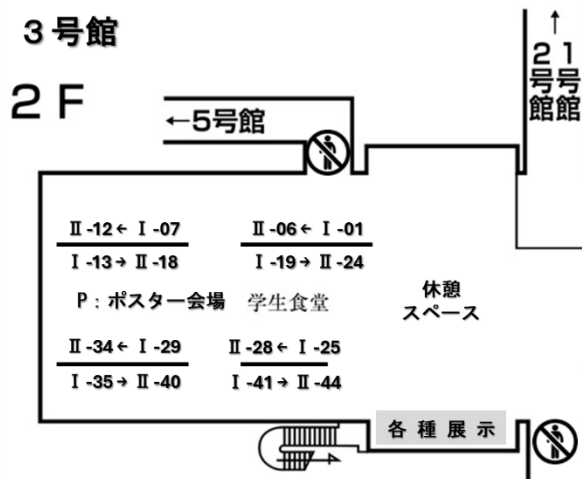 3号館
2F
←5号館
↑
21
号号
館館
Ⅱ-12← Ⅰ-07
Ⅱ-06← Ⅰ-01
Ⅰ-13→ Ⅱ-18
Ⅰ-19→ Ⅱ-24
P:ポスター会場 学生食堂
休憩
スペース
Ⅱ-34← Ⅰ-29
Ⅱ-28← Ⅰ-25
Ⅰ-35→ Ⅱ-40
Ⅰ-41→ Ⅱ-44
各種展示